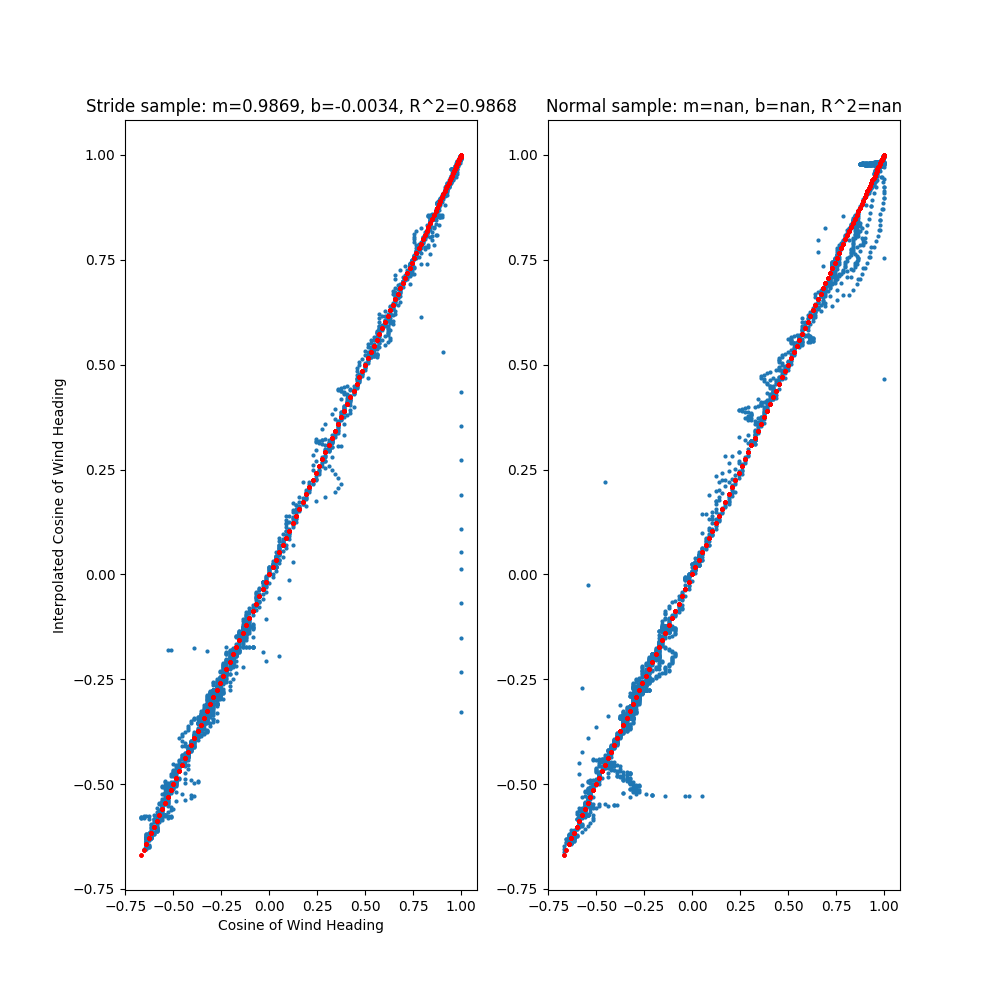 Stride sample: m=0.9869, b=-0.0034, R^2=0.9868
Normal sample: m=nan, b=nan, R^2=nan
Interpolated Cosine of Wind Heading
1.00
0.75
0.50
0.25
0.00
−0.25
−0.50
−0.75
−0.75 −0.50 −0.25 0.00 0.25 0.50 0.75 1.00
Cosine of Wind Heading
1.00
0.75
0.50
0.25
0.00
−0.25
−0.50
−0.75
−0.75 −0.50 −0.25 0.00 0.25 0.50 0.75 1.00